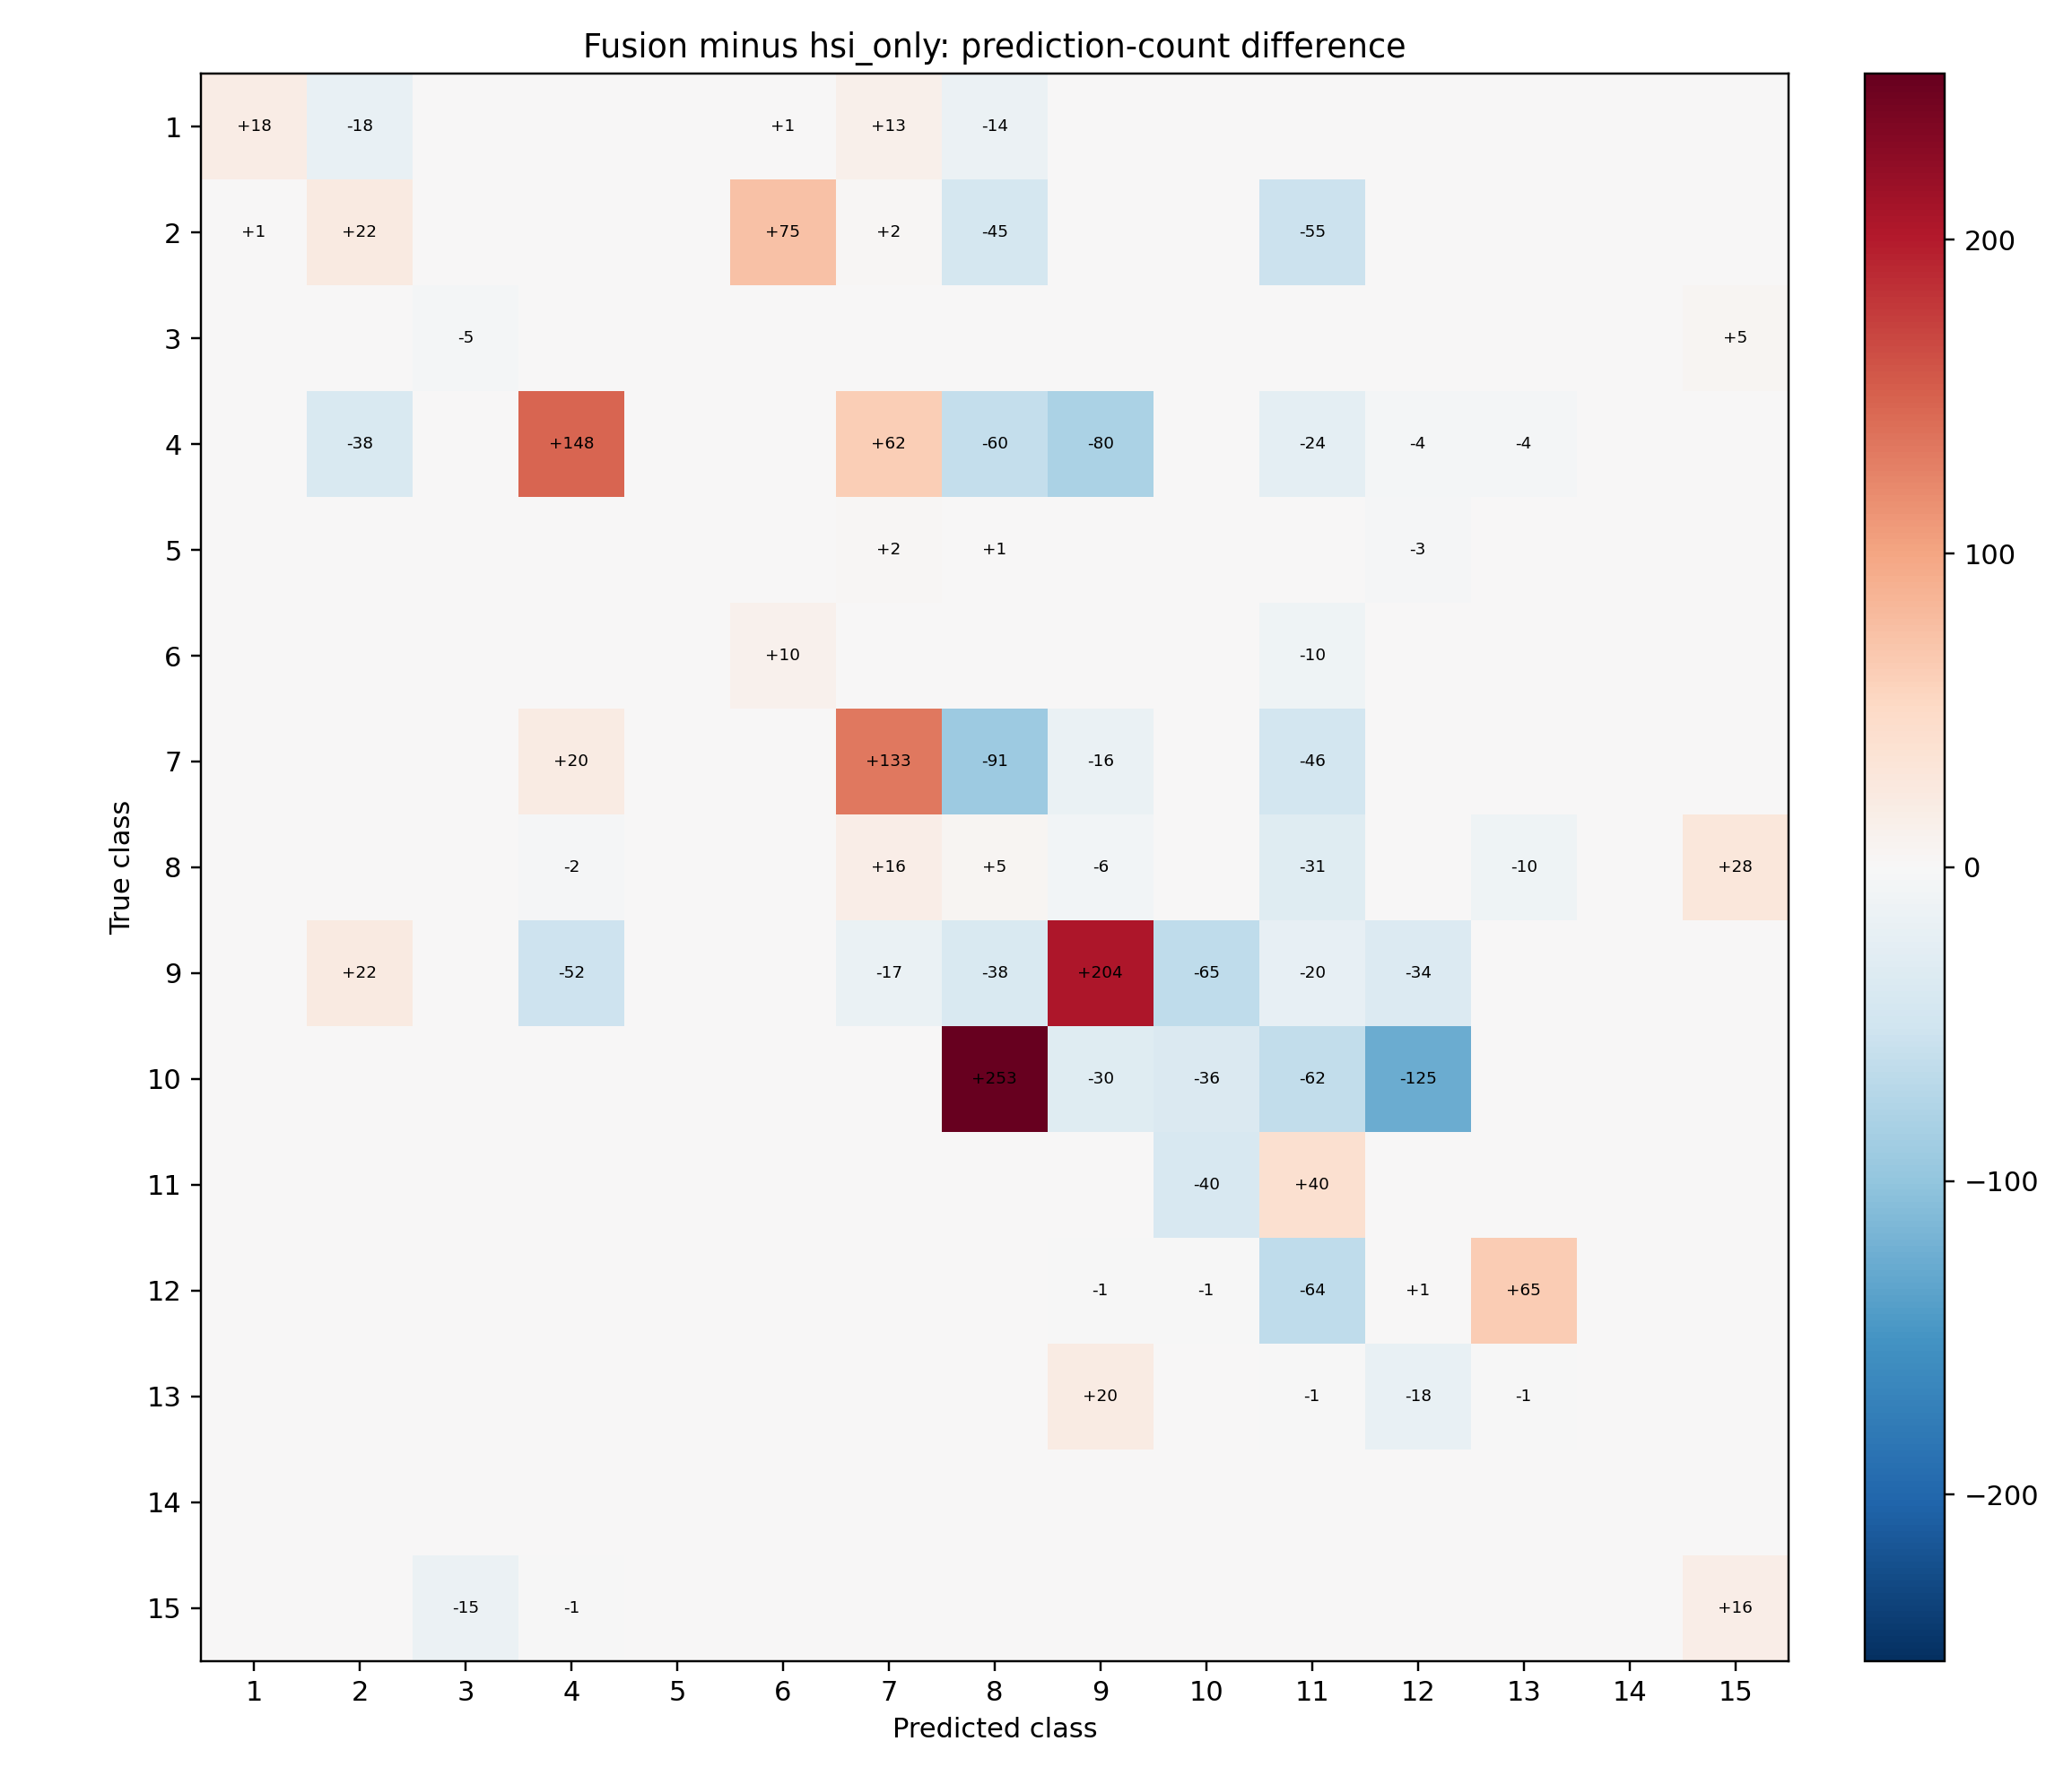 Fusion minus hsi_only: prediction-count difference
1 +18 -18 +1 +13 -14
2 +1 +22 +75 +2 -45 -55
3 -5 +5
4 -38 +148 +62 -60 -80 -24 -4 -4
5 +2 +1 -3
6 +10 -10
7 +20 +133 -91 -16 -46
8 -2 +16 +5 -6 -31 -10 +28
9 +22 -52 -17 -38 +204 -65 -20 -34
10 +253 -30 -36 -62 -125
11 -40 +40
12 -1 -1 -64 +1 +65
13 +20 -1 -18 -1
14
15 -15 -1 +16
1 2 3 4 5 6 7 8 9 10 11 12 13 14 15
Predicted class
True class
200
100
0
−100
−200